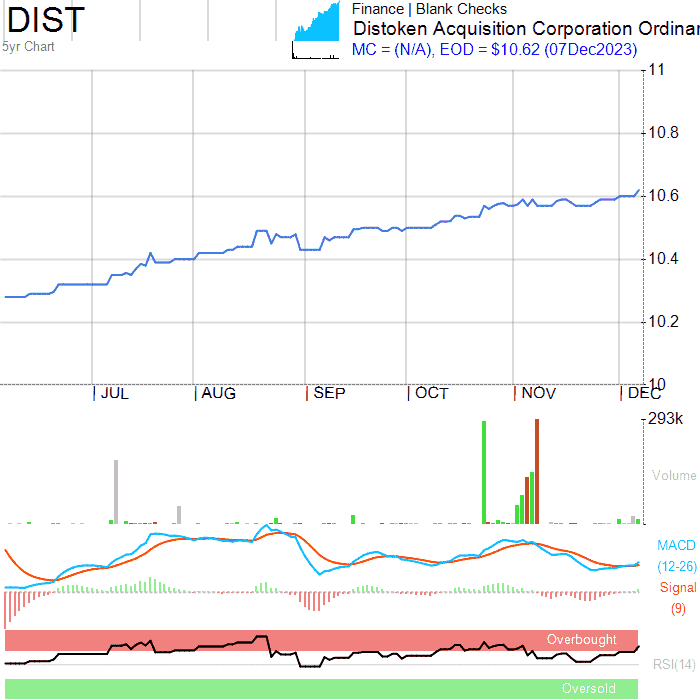 DIST
5yr Chart
Finance | Blank Checks
Distoken Acquisition Corporation Ordinar
MC = (N/A), EOD = $10.62 (07Dec2023)
11
10.8
10.6
10.4
10.2
10
JUL AUG SEP OCT NOV DEC
293k
Volume
MACD
(12-26)
Signal
(9)
Overbought
RSI(14)
Oversold